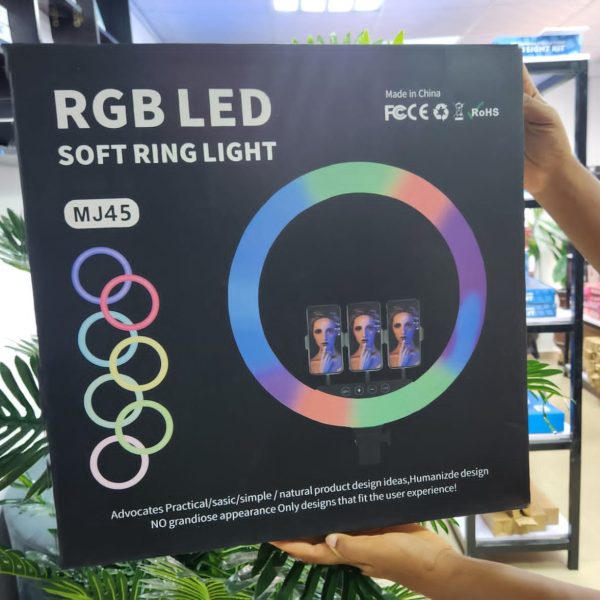 RGB LED
SOFT RING LIGHT
MJ45
Made in China
FC CE RoHS
Advocates Practical/sasic/simple / natural product design ideas,Humanizde design
NO grandiose appearance Only designs that fit the user experience!